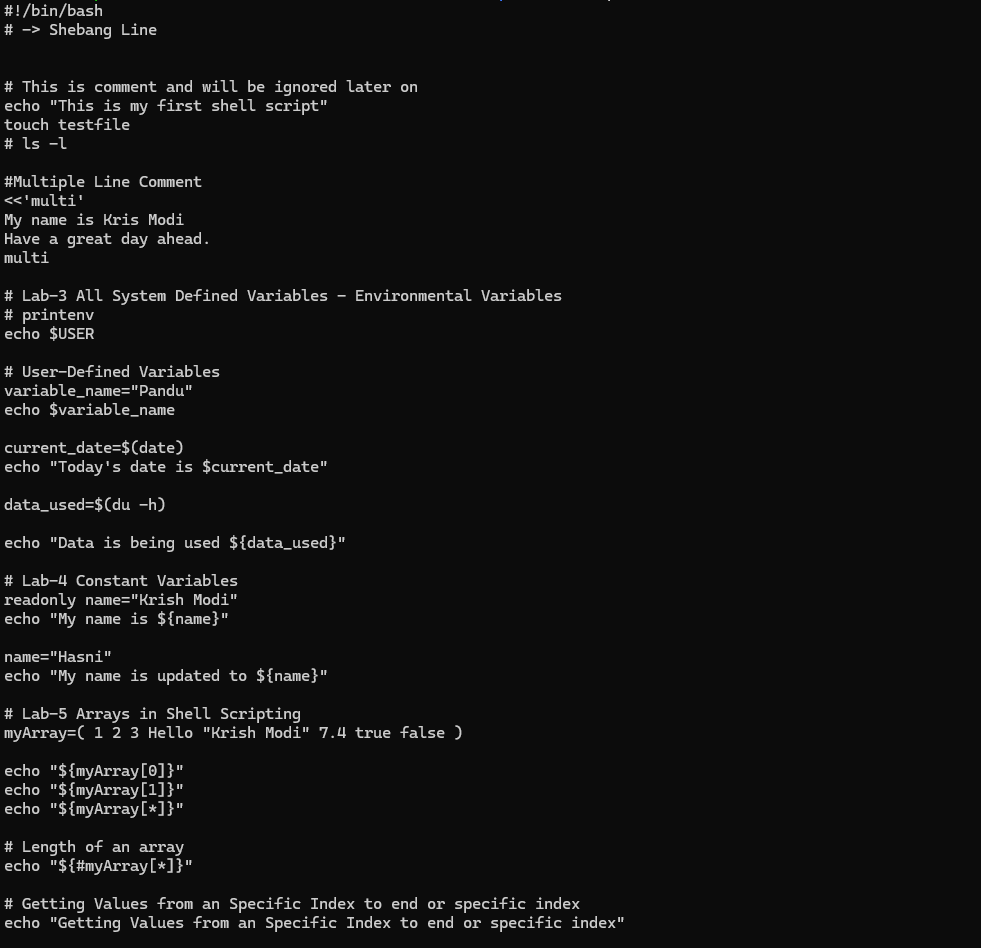 #!/bin/bash
# -> Shebang Line
# This is comment and will be ignored later on
echo "This is my first shell script"
touch testfile
# ls -l
#Multiple Line Comment
<<'multi'
My name is Kris Modi
Have a great day ahead.
multi
# Lab-3 All System Defined Variables - Environmental Variables
# printenv
echo $USER
# User-Defined Variables
variable_name="Pandu"
echo $variable_name
current_date=$(date)
echo "Today's date is $current_date"
data_used=$(du -h)
echo "Data is being used ${data_used}"
# Lab-4 Constant Variables
readonly name="Krish Modi"
echo "My name is ${name}"
name="Hasni"
echo "My name is updated to ${name}"
# Lab-5 Arrays in Shell Scripting
myArray=( 1 2 3 Hello "Krish Modi" 7.4 true false )
echo "${myArray[0]}"
echo "${myArray[1]}"
echo "${myArray[*]}"
# Length of an array
echo "${#myArray[*]}"
# Getting Values from an Specific Index to end or specific index
echo "Getting Values from an Specific Index to end or specific index"